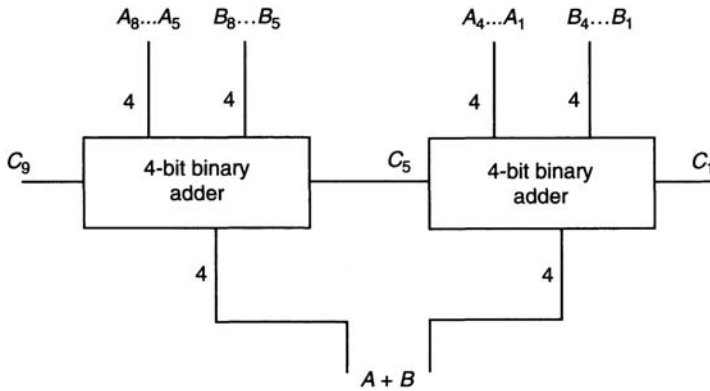 A8...A5 B8...B5 A4...A1 B4...B1
4 4 4 4
C9 4-bit binary adder C5 4-bit binary adder C1
4 4
A + B